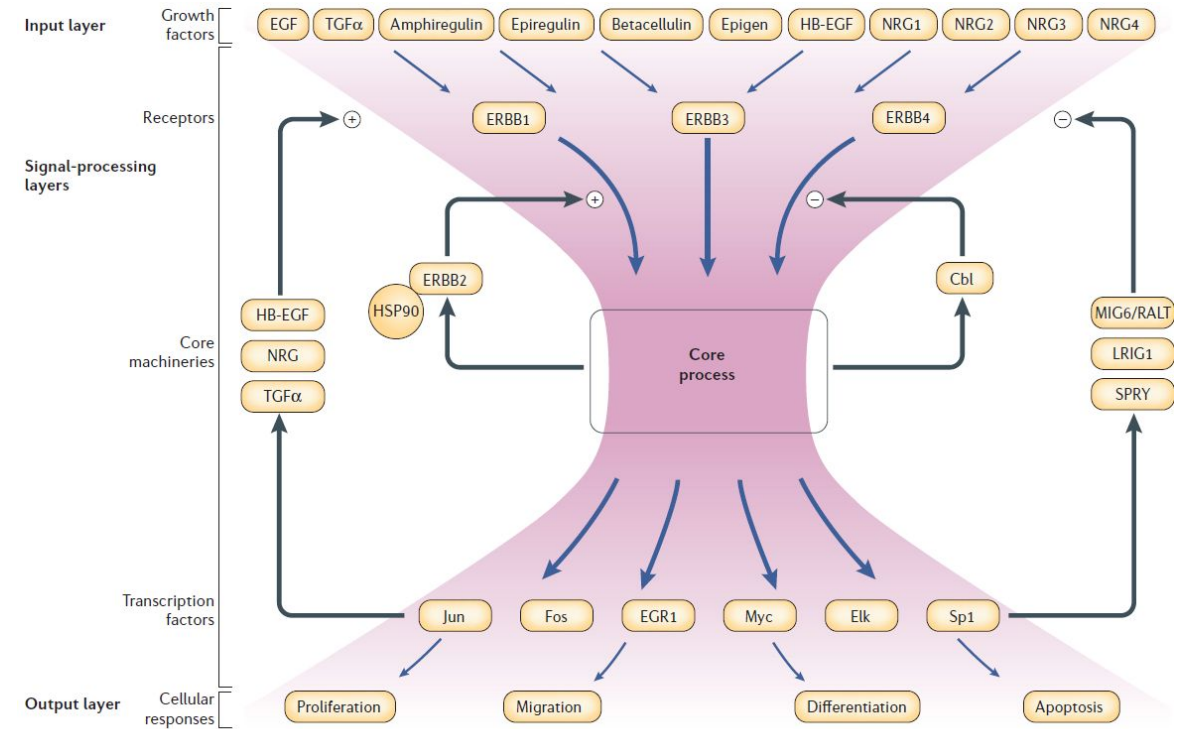 Input layer
Growth
factors
EGF
TGFα
Amphiregulin
Epiregulin
Betacellulin
Epigen
HB-EGF
NRG1
NRG2
NRG3
NRG4
Receptors
ERBB1
ERBB3
ERBB4
+
−
Signal-processing
layers
+
−
ERBB2
HSP90
Cbl
HB-EGF
NRG
TGFα
MIG6/RALT
LRIG1
SPRY
Core
machineries
Core
process
Transcription
factors
Jun
Fos
EGR1
Myc
Elk
Sp1
Output layer
Cellular
responses
Proliferation
Migration
Differentiation
Apoptosis